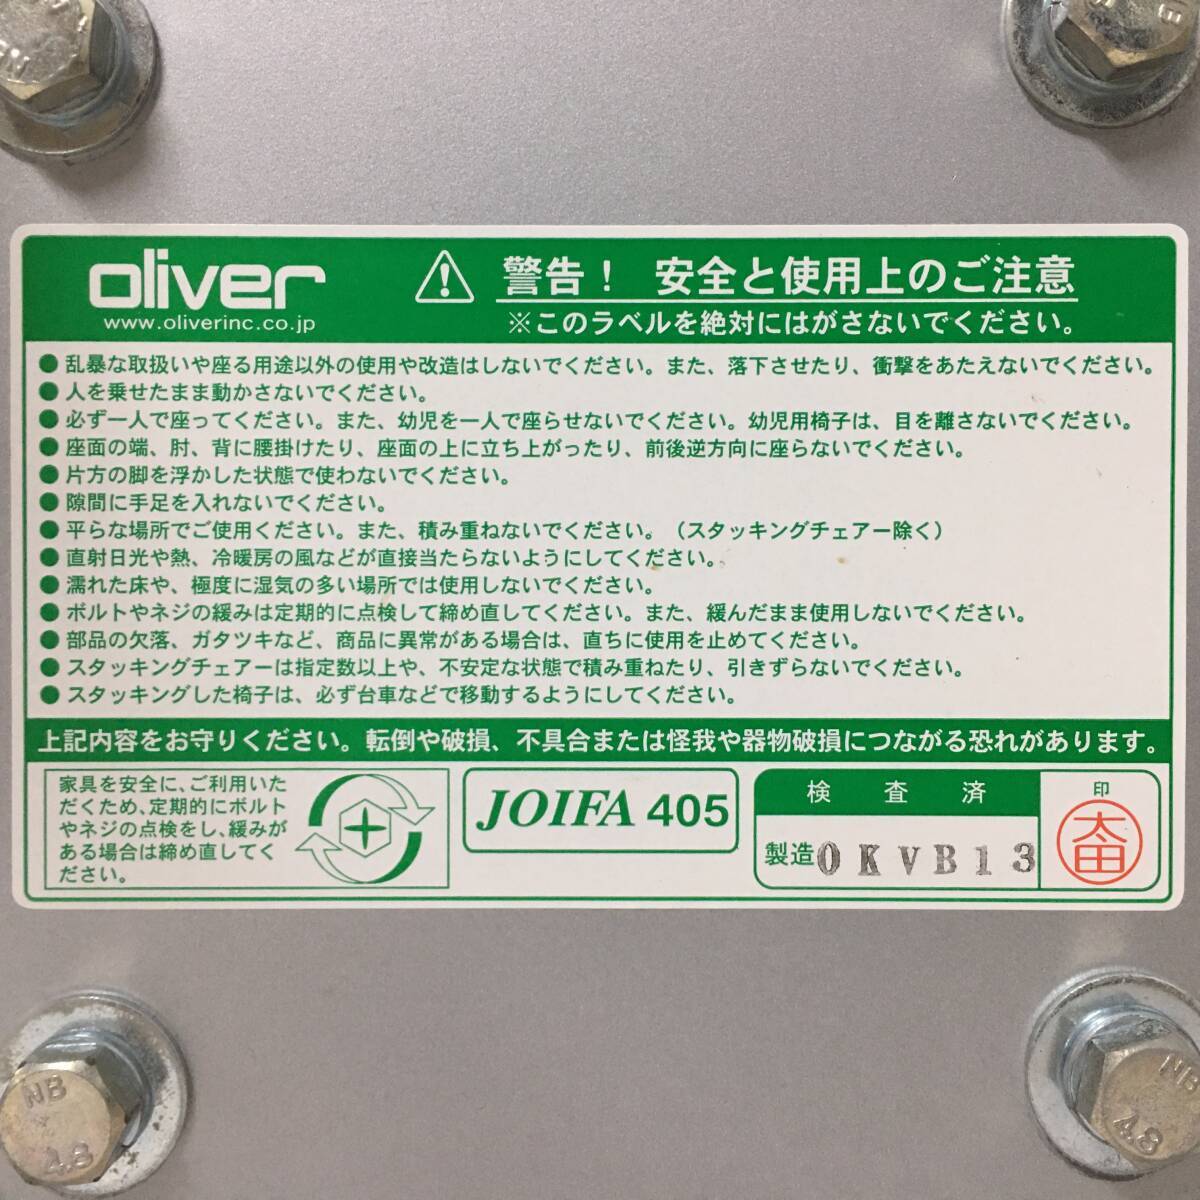 oliver
www.oliverinc.co.jp
警告！ 安全と使用上のご注意
※このラベルを絶対にはがさないでください。
● 乱暴な取扱いや座る用途以外の使用や改造はしないでください。また、落下させたり、衝撃をあたえないでください。
● 人を乗せたまま動かさないでください。
● 必ず一人で座ってください。また、幼児を一人で座らせないでください。幼児用椅子は、目を離さないでください。
● 座面の端、肘、背に腰掛けたり、座面の上に立ち上がったり、前後逆方向に座らないでください。
● 片方の脚を浮かした状態で使わないでください。
● 隙間に手足を入れないでください。
● 平らな場所でご使用ください。また、積み重ねないでください。（スタッキングチェアー除く）
● 直射日光や熱、冷暖房の風などが直接当たらないようにしてください。
● 濡れた床や、極度に湿気の多い場所では使用しないでください。
● ボルトやネジの緩みは定期的に点検して締め直してください。また、緩んだまま使用しないでください。
● 部品の欠落、ガタツキなど、商品に異常がある場合は、直ちに使用を止めてください。
● スタッキングチェアーは指定数以上や、不安定な状態で積み重ねたり、引きずらないでください。
● スタッキングした椅子は、必ず台車などで移動するようにしてください。
上記内容をお守りください。転倒や破損、不具合または怪我や器物破損につながる恐れがあります。
家具を安全に、ご利用いた
だくため、定期的にボルト
やネジの点検をし、緩みが
ある場合は締め直してく
ださい。
JOIFA 405
検査済
印
製造 0KVB13
太田
NB
4.8
NB
4.8